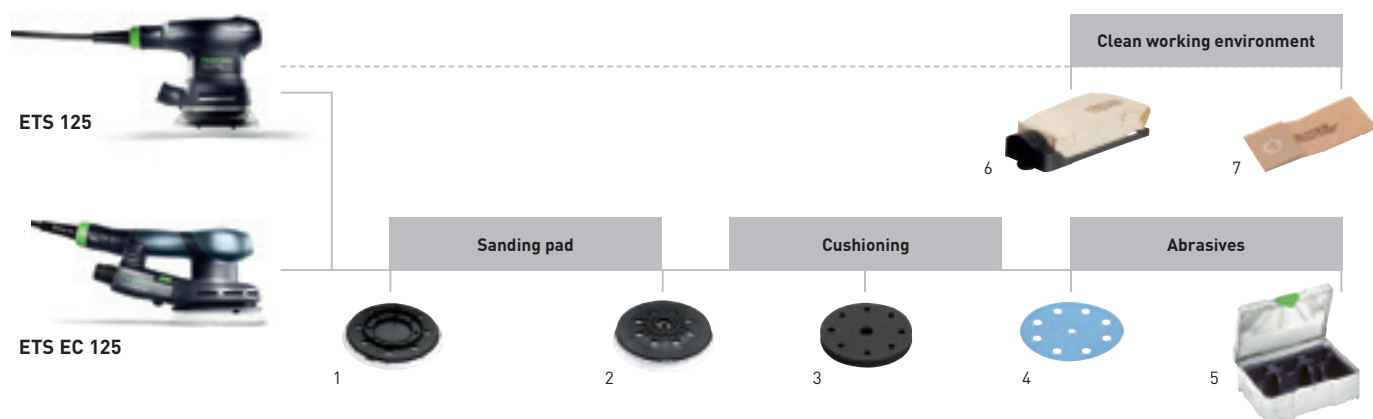 Clean working environment
ETS 125
6
7
Sanding pad
Cushioning
Abrasives
ETS EC 125
1
2
3
4
5